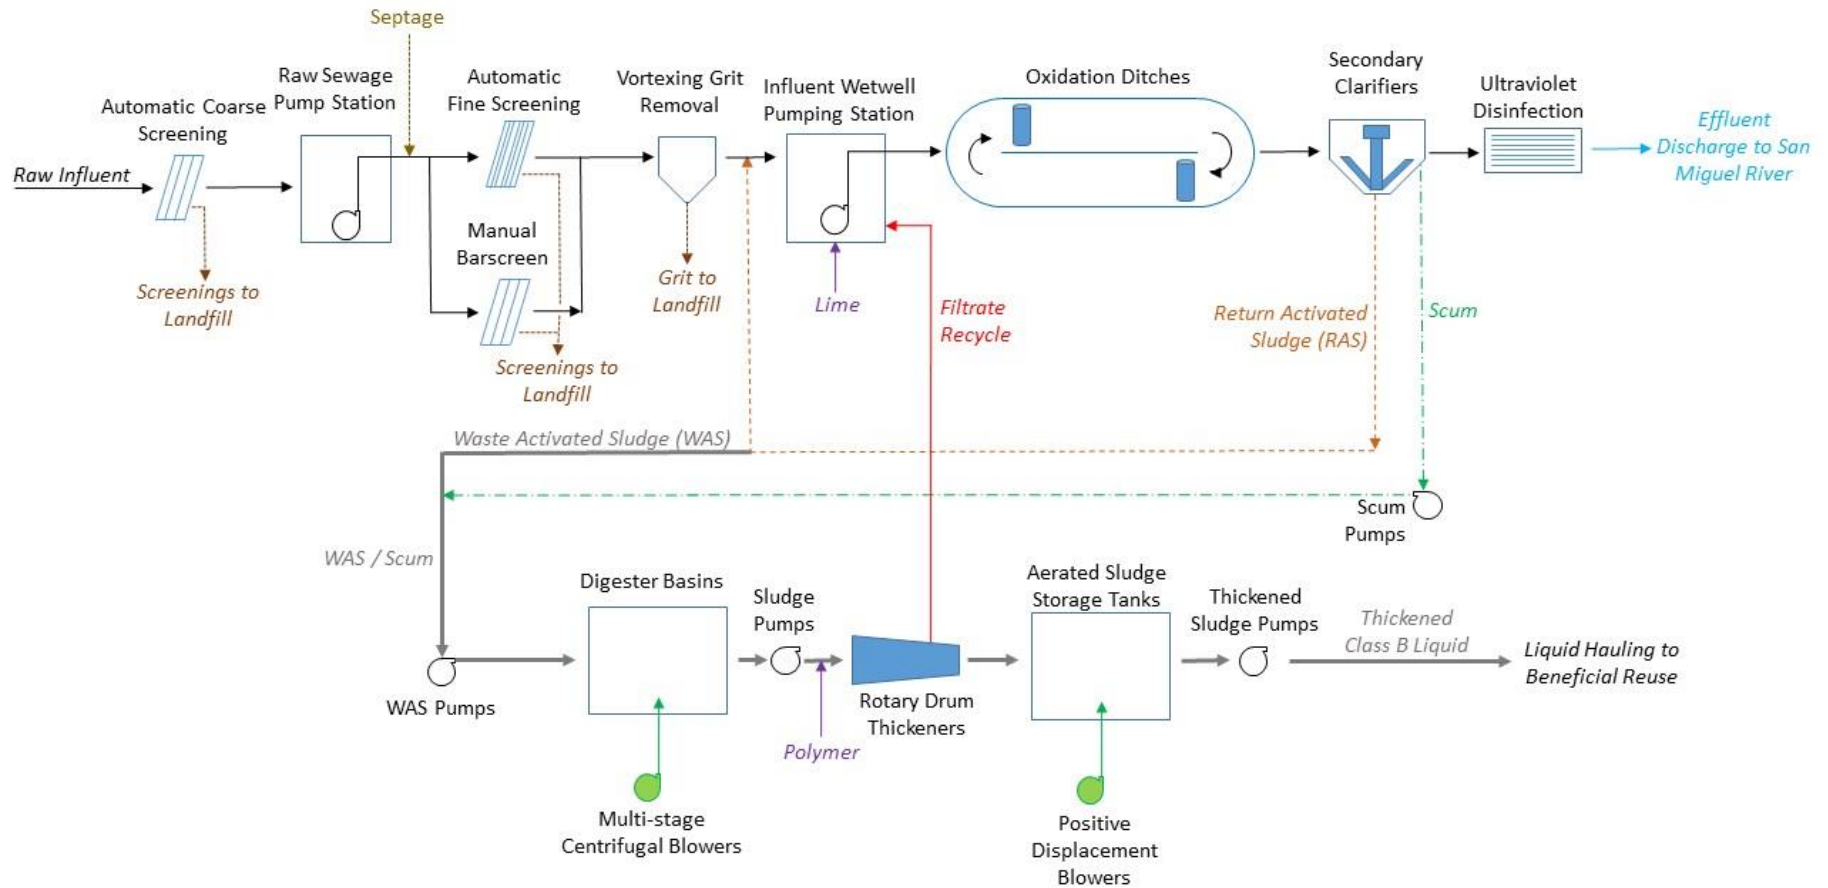 Septage
Raw Sewage
Pump Station
Automatic
Fine Screening
Vortexing Grit
Removal
Influent Wetwell
Pumping Station
Oxidation Ditches
Secondary
Clarifiers
Ultraviolet
Disinfection
Effluent
Discharge to San
Miguel River
Automatic Coarse
Screening
Raw Influent
Manual
Barscreen
Screenings to
Landfill
Grit to
Landfill
Lime
Filtrate
Recycle
Return Activated
Sludge (RAS)
Scum
Screenings to
Landfill
Waste Activated Sludge (WAS)
Scum
Pumps
WAS / Scum
Digester Basins
Sludge
Pumps
Aerated Sludge
Storage Tanks
Thickened
Sludge Pumps
Thickened
Class B Liquid
Liquid Hauling to
Beneficial Reuse
WAS Pumps
Rotary Drum
Thickeners
Polymer
Multi-stage
Centrifugal Blowers
Positive
Displacement
Blowers